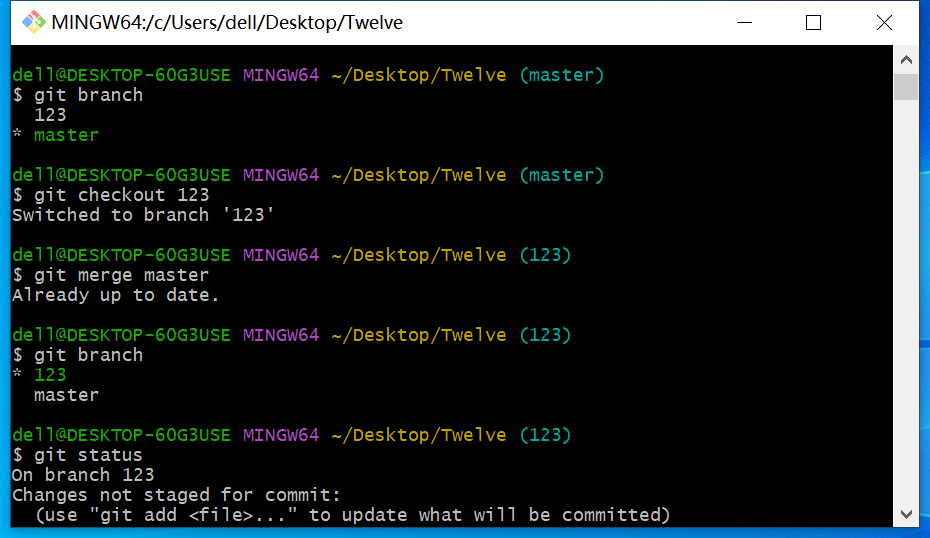 MINGW64:/c/Users/dell/Desktop/Twelve
dell@DESKTOP-6OG3USE MINGW64 ~/Desktop/Twelve (master)
$ git branch
  123
* master
dell@DESKTOP-6OG3USE MINGW64 ~/Desktop/Twelve (master)
$ git checkout 123
Switched to branch '123'
dell@DESKTOP-6OG3USE MINGW64 ~/Desktop/Twelve (123)
$ git merge master
Already up to date.
dell@DESKTOP-6OG3USE MINGW64 ~/Desktop/Twelve (123)
$ git branch
* 123
  master
dell@DESKTOP-6OG3USE MINGW64 ~/Desktop/Twelve (123)
$ git status
On branch 123
Changes not staged for commit:
  (use "git add <file>..." to update what will be committed)